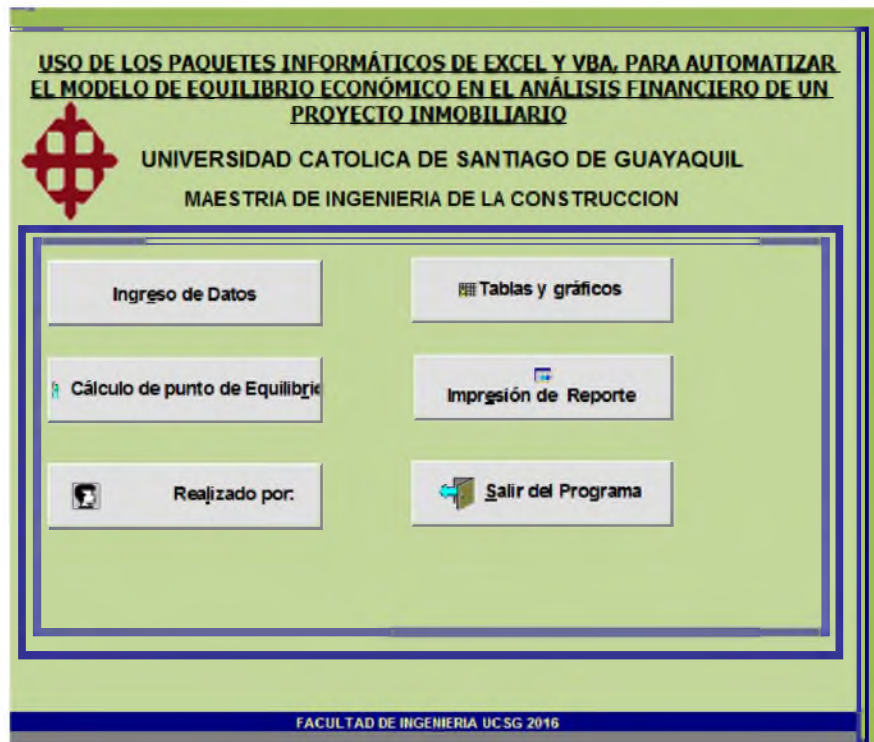 USO DE LOS PAQUETES INFORMÁTICOS DE EXCEL Y VBA, PARA AUTOMATIZAR
EL MODELO DE EQUILIBRIO ECONÓMICO EN EL ANÁLISIS FINANCIERO DE UN
PROYECTO INMOBILIARIO
UNIVERSIDAD CATOLICA DE SANTIAGO DE GUAYAQUIL
MAESTRIA DE INGENIERIA DE LA CONSTRUCCION
Ingreso de Datos
Tablas y gráficos
Cálculo de punto de Equilibrio
Impresión de Reporte
Realizado por:
Salir del Programa
FACULTAD DE INGENIERIA UCSG 2016